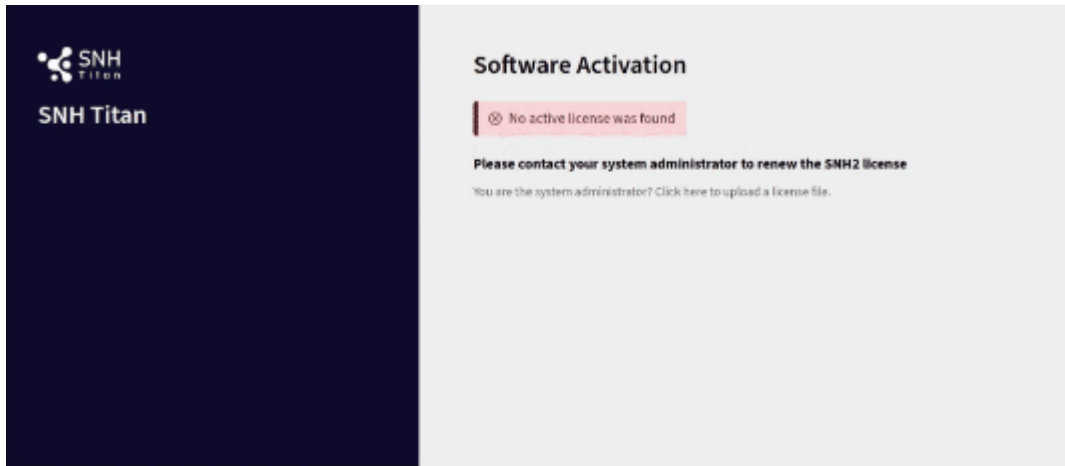 SNH
Titan
SNH Titan
Software Activation
No active license was found
Please contact your system administrator to renew the SNH2 license
You are the system administrator? Click here to upload a license file.